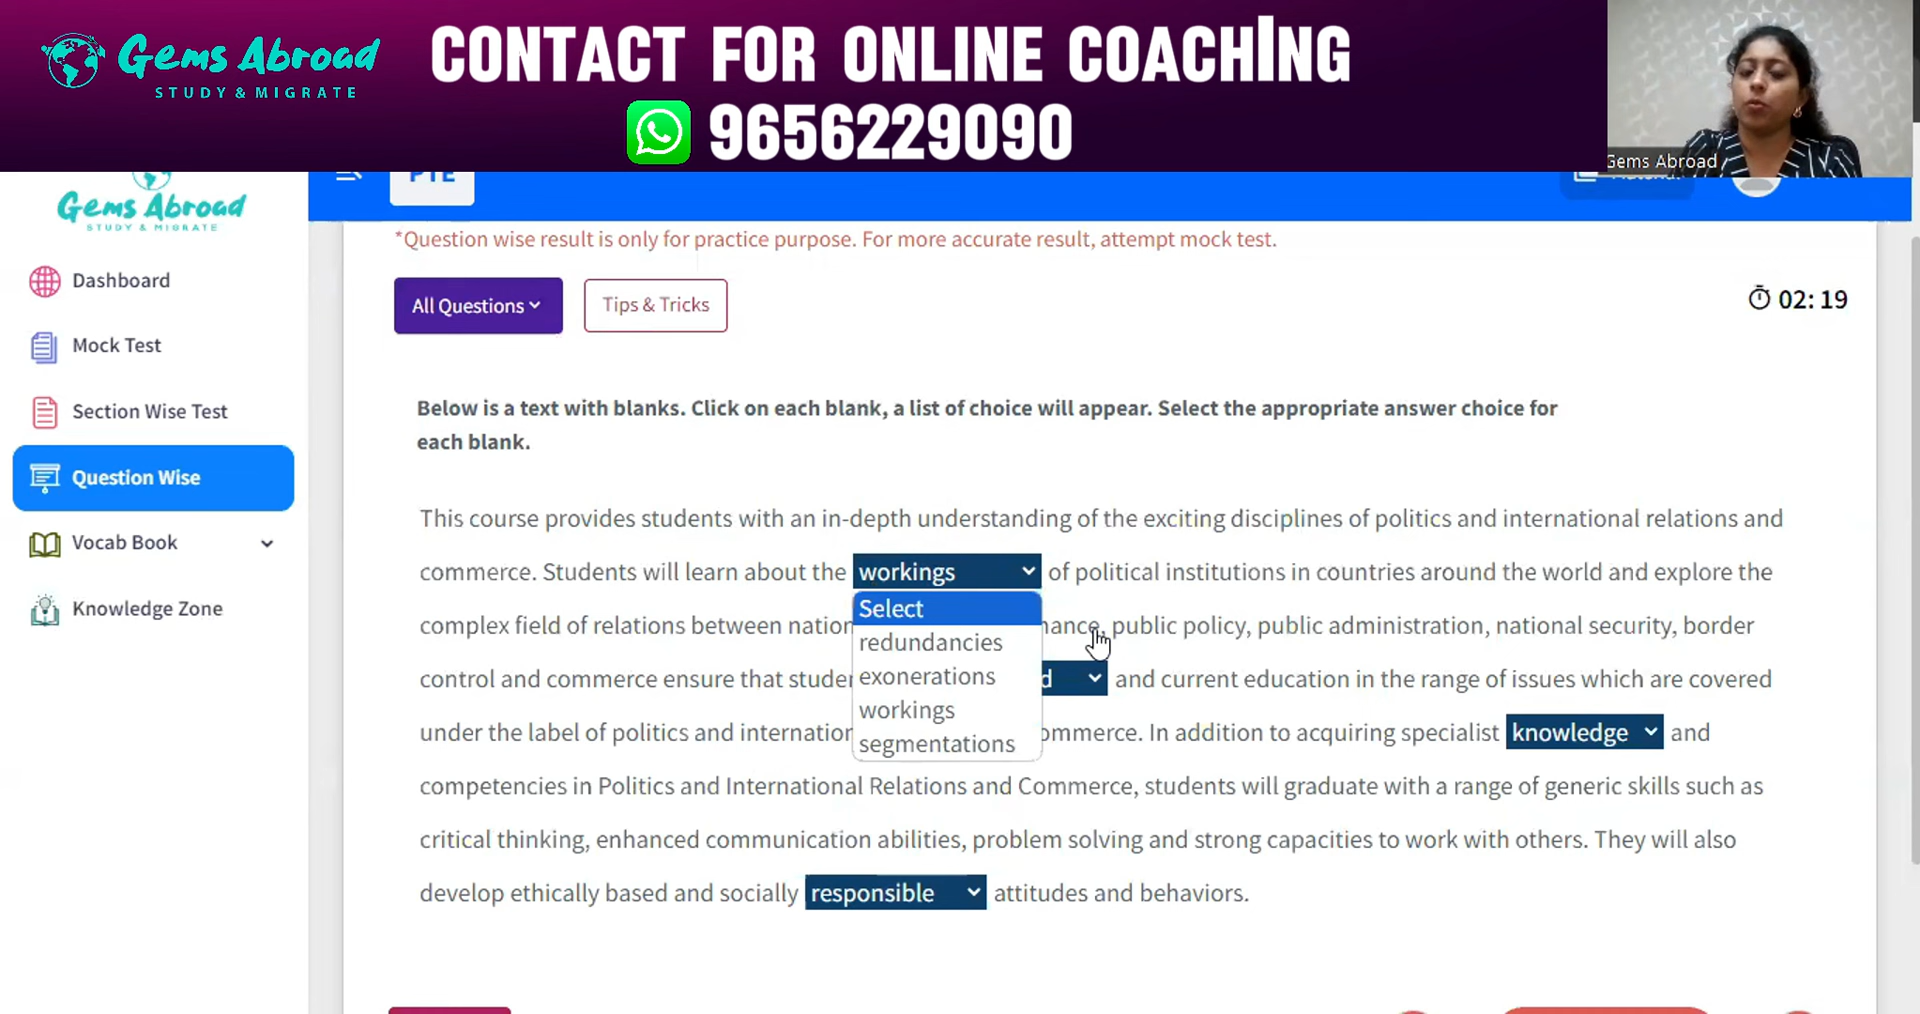 Gems Abroad
STUDY & MIGRATE
CONTACT FOR ONLINE COACHING
9656229090
Gems Abroad
Gems Abroad
STUDY & MIGRATE
PTE
Dashboard
Mock Test
Section Wise Test
Question Wise
Vocab Book
Knowledge Zone
*Question wise result is only for practice purpose. For more accurate result, attempt mock test.
All Questions
Tips & Tricks
02: 19
Below is a text with blanks. Click on each blank, a list of choice will appear. Select the appropriate answer choice for
each blank.
This course provides students with an in-depth understanding of the exciting disciplines of politics and international relations and
commerce. Students will learn about the workings of political institutions in countries around the world and explore the
complex field of relations between nation mance, public policy, public administration, national security, border
control and commerce ensure that stude d and current education in the range of issues which are covered
under the label of politics and internation ommerce. In addition to acquiring specialist knowledge and
competencies in Politics and International Relations and Commerce, students will graduate with a range of generic skills such as
critical thinking, enhanced communication abilities, problem solving and strong capacities to work with others. They will also
develop ethically based and socially responsible attitudes and behaviors.
Select
redundancies
exonerations
workings
segmentations